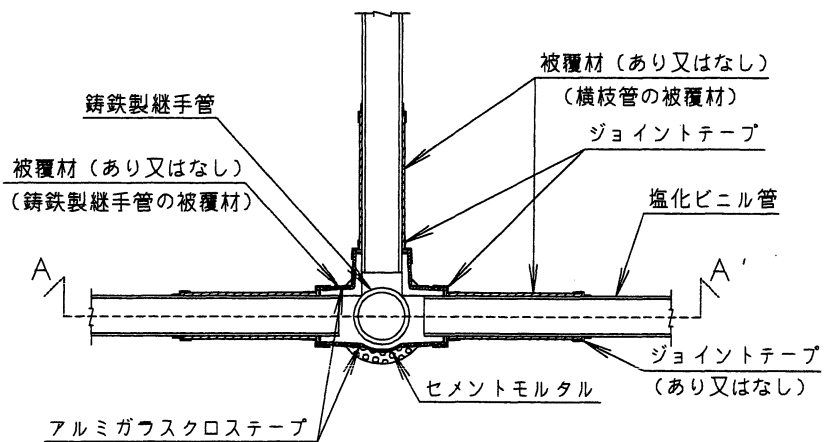 被覆材（あり又はなし）
（横枝管の被覆材）
鋳鉄製継手管
ジョイントテープ
被覆材（あり又はなし）
（鋳鉄製継手管の被覆材）
塩化ビニル管
A
A'
ジョイントテープ
（あり又はなし）
セメントモルタル
アルミガラスクロステープ